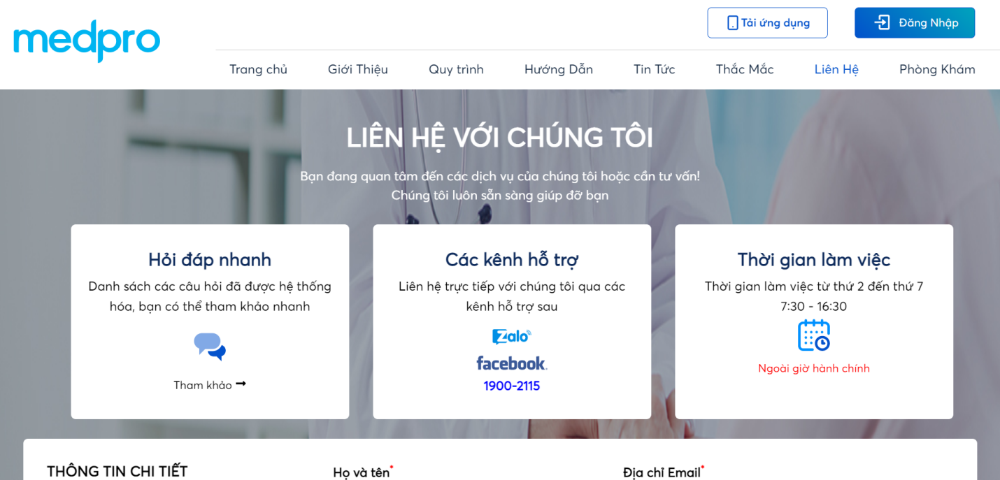 medpro
Tải ứng dụng
Đăng Nhập
Trang chủ
Giới Thiệu
Quy trình
Hướng Dẫn
Tin Tức
Thắc Mắc
Liên Hệ
Phòng Khám
LIÊN HỆ VỚI CHÚNG TÔI
Bạn đang quan tâm đến các dịch vụ của chúng tôi hoặc cần tư vấn!
Chúng tôi luôn sẵn sàng giúp đỡ bạn
Hỏi đáp nhanh
Danh sách các câu hỏi đã được hệ thống
hóa, bạn có thể tham khảo nhanh
Tham khảo
Các kênh hỗ trợ
Liên hệ trực tiếp với chúng tôi qua các
kênh hỗ trợ sau
Zalo
facebook
1900-2115
Thời gian làm việc
Thời gian làm việc từ thứ 2 đến thứ 7
7:30 - 16:30
Ngoài giờ hành chính
THÔNG TIN CHI TIẾT
Họ và tên*
Địa chỉ Email*